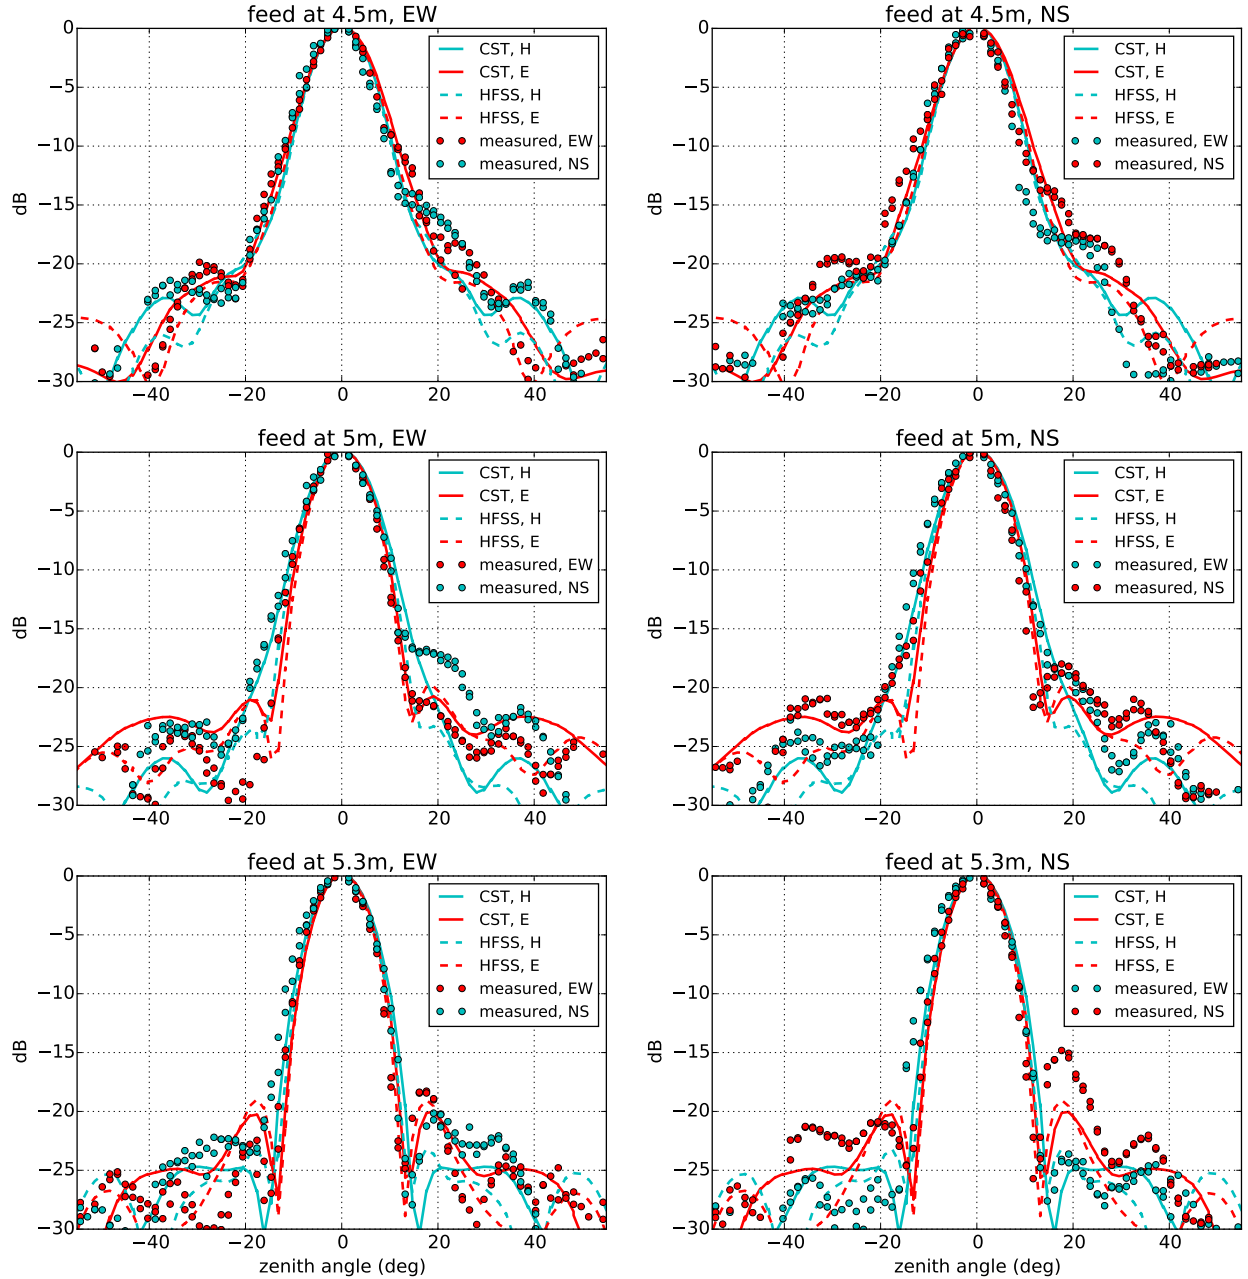 feed at 4.5m, EW
0
−5
−10
−15
−20
−25
−30
dB
−40
−20
0
20
40
CST, H
CST, E
HFSS, H
HFSS, E
measured, EW
measured, NS
feed at 4.5m, NS
0
−5
−10
−15
−20
−25
−30
dB
−40
−20
0
20
40
CST, H
CST, E
HFSS, H
HFSS, E
measured, EW
measured, NS
feed at 5m, EW
0
−5
−10
−15
−20
−25
−30
dB
−40
−20
0
20
40
CST, H
CST, E
HFSS, H
HFSS, E
measured, EW
measured, NS
feed at 5m, NS
0
−5
−10
−15
−20
−25
−30
dB
−40
−20
0
20
40
CST, H
CST, E
HFSS, H
HFSS, E
measured, EW
measured, NS
feed at 5.3m, EW
0
−5
−10
−15
−20
−25
−30
dB
−40
−20
0
20
40
zenith angle (deg)
CST, H
CST, E
HFSS, H
HFSS, E
measured, EW
measured, NS
feed at 5.3m, NS
0
−5
−10
−15
−20
−25
−30
dB
−40
−20
0
20
40
zenith angle (deg)
CST, H
CST, E
HFSS, H
HFSS, E
measured, EW
measured, NS